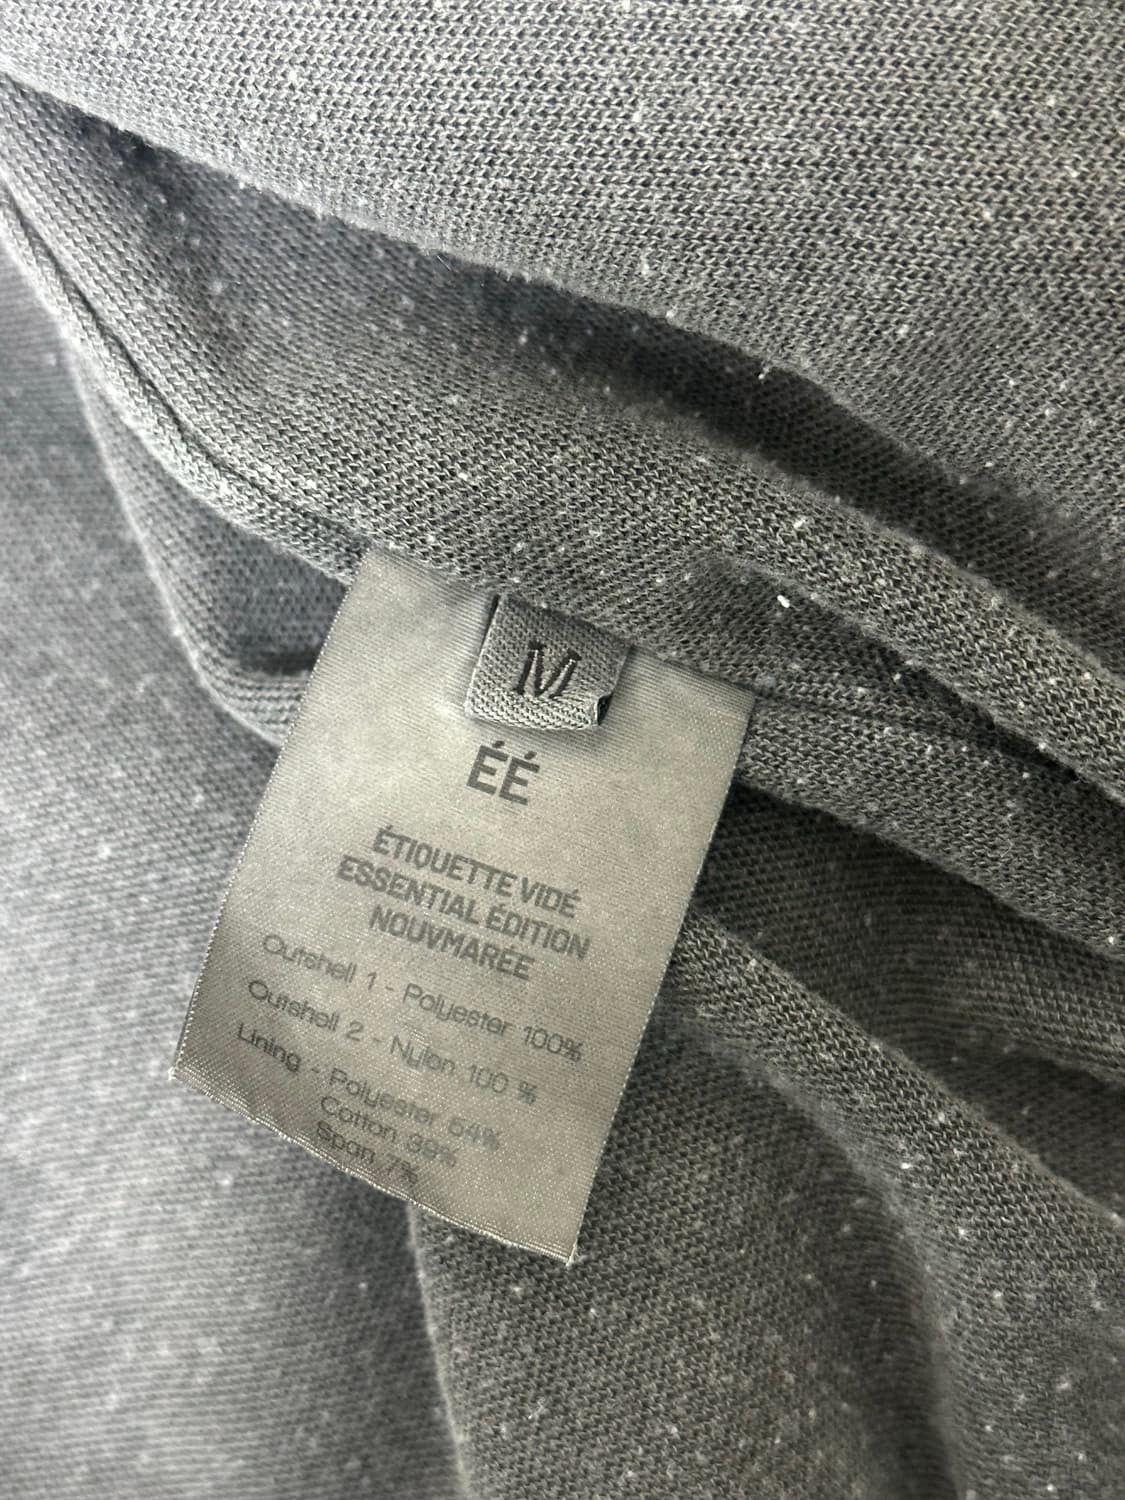 M
ÉÉ
ÉTIQUETTE VIDÉ
ESSENTIAL ÉDITION
NOUVMARÉE
Outshell 1 - Polyester 100%
Outshell 2 - Nylon 100 %
Lining - Polyester 54%
Cotton 39%
Span 7%